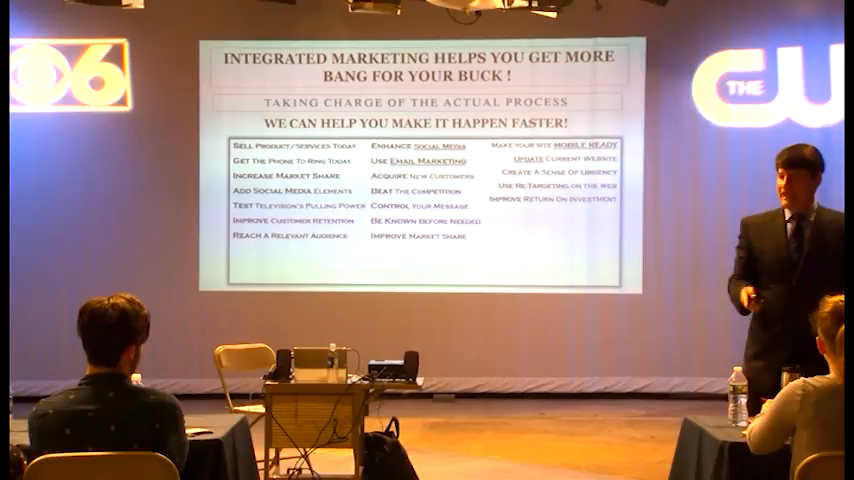 6
THE CW
INTEGRATED MARKETING HELPS YOU GET MORE
BANG FOR YOUR BUCK !
TAKING CHARGE OF THE ACTUAL PROCESS
WE CAN HELP YOU MAKE IT HAPPEN FASTER!
SELL PRODUCT/SERVICES TODAY
GET THE PHONE TO RING TODAY
INCREASE MARKET SHARE
ADD SOCIAL MEDIA ELEMENTS
TEST TELEVISION'S PULLING POWER
IMPROVE CUSTOMER RETENTION
REACH A RELEVANT AUDIENCE
ENHANCE SOCIAL MEDIA
USE EMAIL MARKETING
ACQUIRE NEW CUSTOMERS
BEAT THE COMPETITION
CONTROL YOUR MESSAGE
BE KNOWN BEFORE NEEDED
IMPROVE MARKET SHARE
MAKE YOUR SITE MOBILE READY
UPDATE CURRENT WEBSITE
CREATE A SENSE OF URGENCY
USE RE-TARGETING ON THE WEB
IMPROVE RETURN ON INVESTMENT